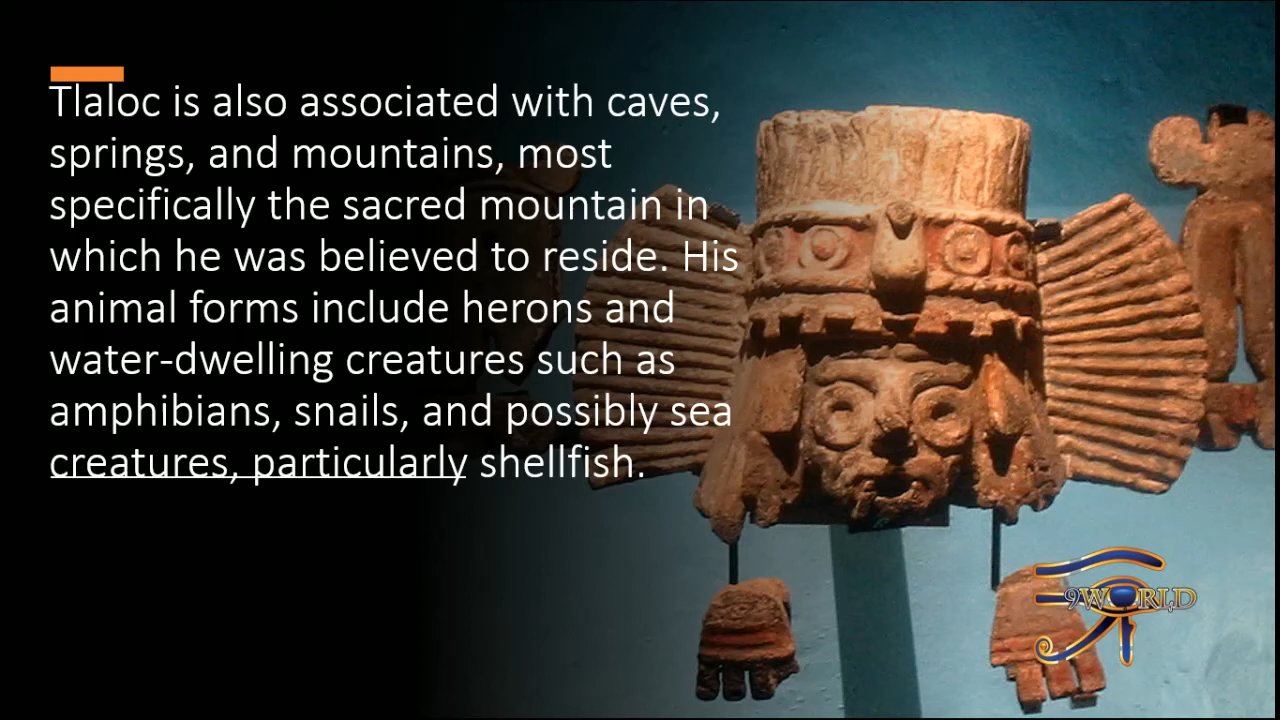 Tlaloc is also associated with caves,
springs, and mountains, most
specifically the sacred mountain in
which he was believed to reside. His
animal forms include herons and
water-dwelling creatures such as
amphibians, snails, and possibly sea
creatures, particularly shellfish.
9WORLD